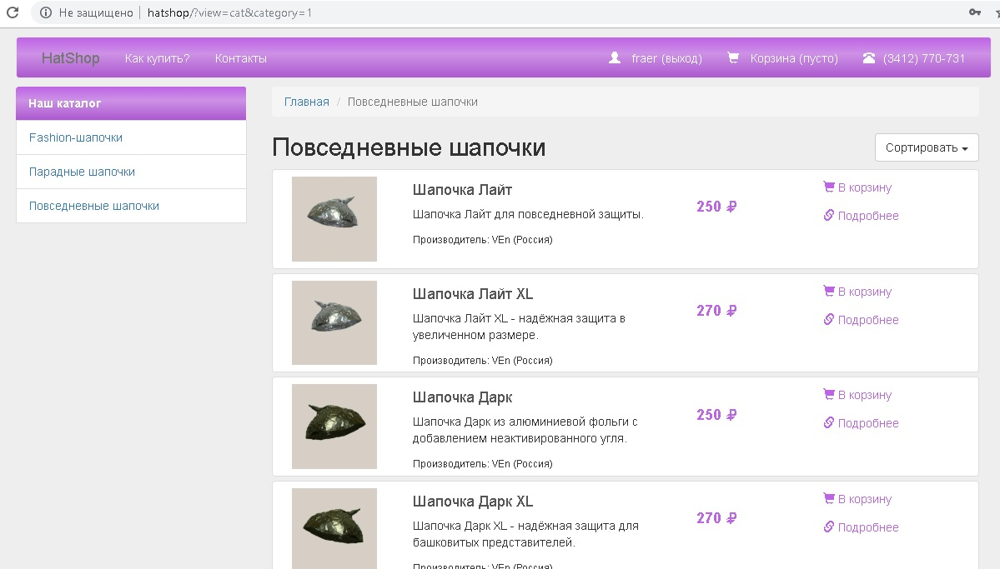 Не защищено hatshop/?view=cat&category=1
HatShop Как купить? Контакты fraer (выход) Корзина (пусто) (3412) 770-731
Наш каталог
Fashion-шапочки
Парадные шапочки
Повседневные шапочки
Главная / Повседневные шапочки
Повседневные шапочки
Сортировать
Шапочка Лайт
Шапочка Лайт для повседневной защиты.
Производитель: VEn (Россия)
250 ₽
В корзину
Подробнее
Шапочка Лайт XL
Шапочка Лайт XL - надёжная защита в
увеличенном размере.
Производитель: VEn (Россия)
270 ₽
В корзину
Подробнее
Шапочка Дарк
Шапочка Дарк из алюминиевой фольги с
добавлением неактивированного угля.
Производитель: VEn (Россия)
250 ₽
В корзину
Подробнее
Шапочка Дарк XL
Шапочка Дарк XL - надёжная защита для
башковитых представителей.
Производитель: VEn (Россия)
270 ₽
В корзину
Подробнее